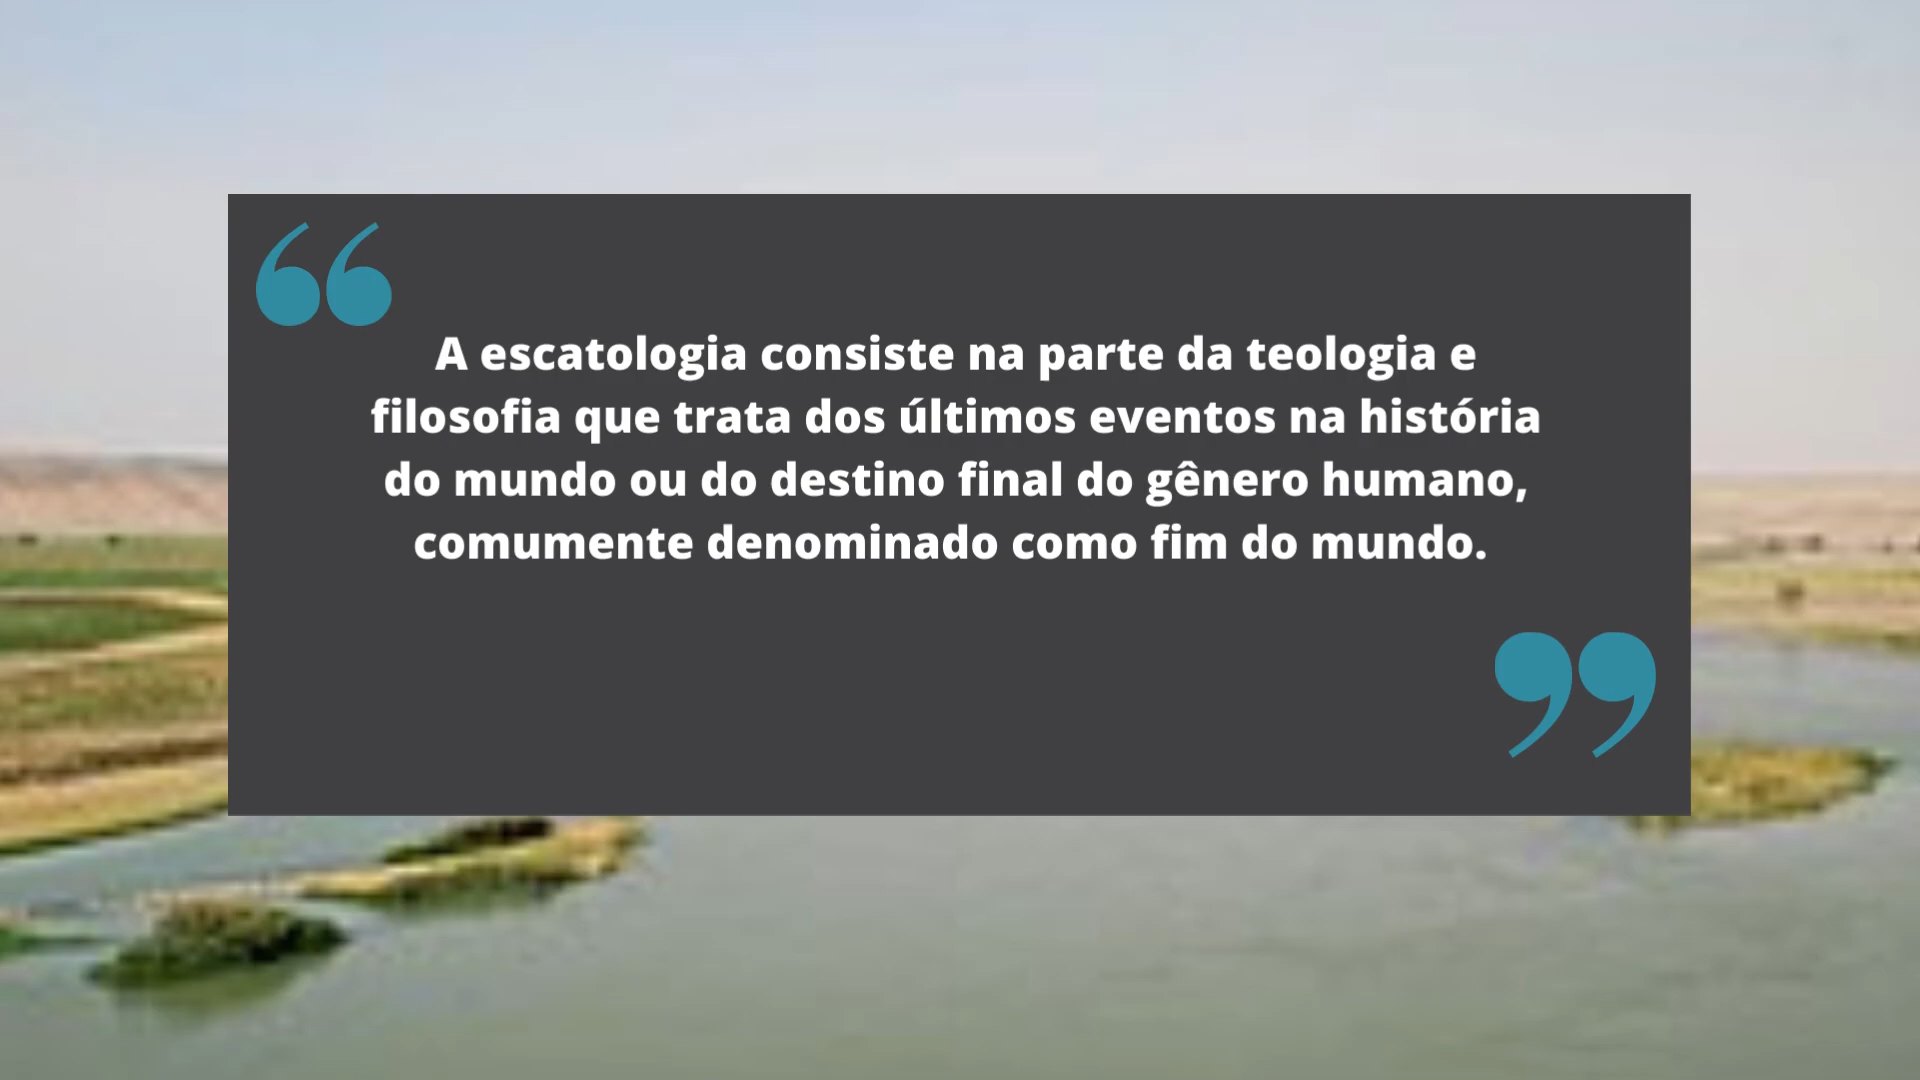 A escatologia consiste na parte da teologia e
filosofia que trata dos últimos eventos na história
do mundo ou do destino final do gênero humano,
comumente denominado como fim do mundo.